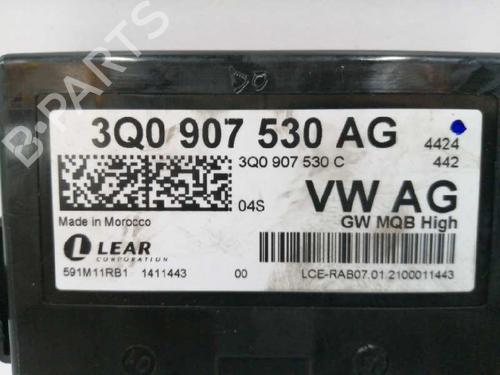 3Q0 907 530 AG 4424
3Q0 907 530 C 442
04S VW AG
Made in Morocco GW MQB High
LEAR
CORPORATION
591M11RB1 1411443 00 LCE-RAB07.01.2100011443
B-PARTS